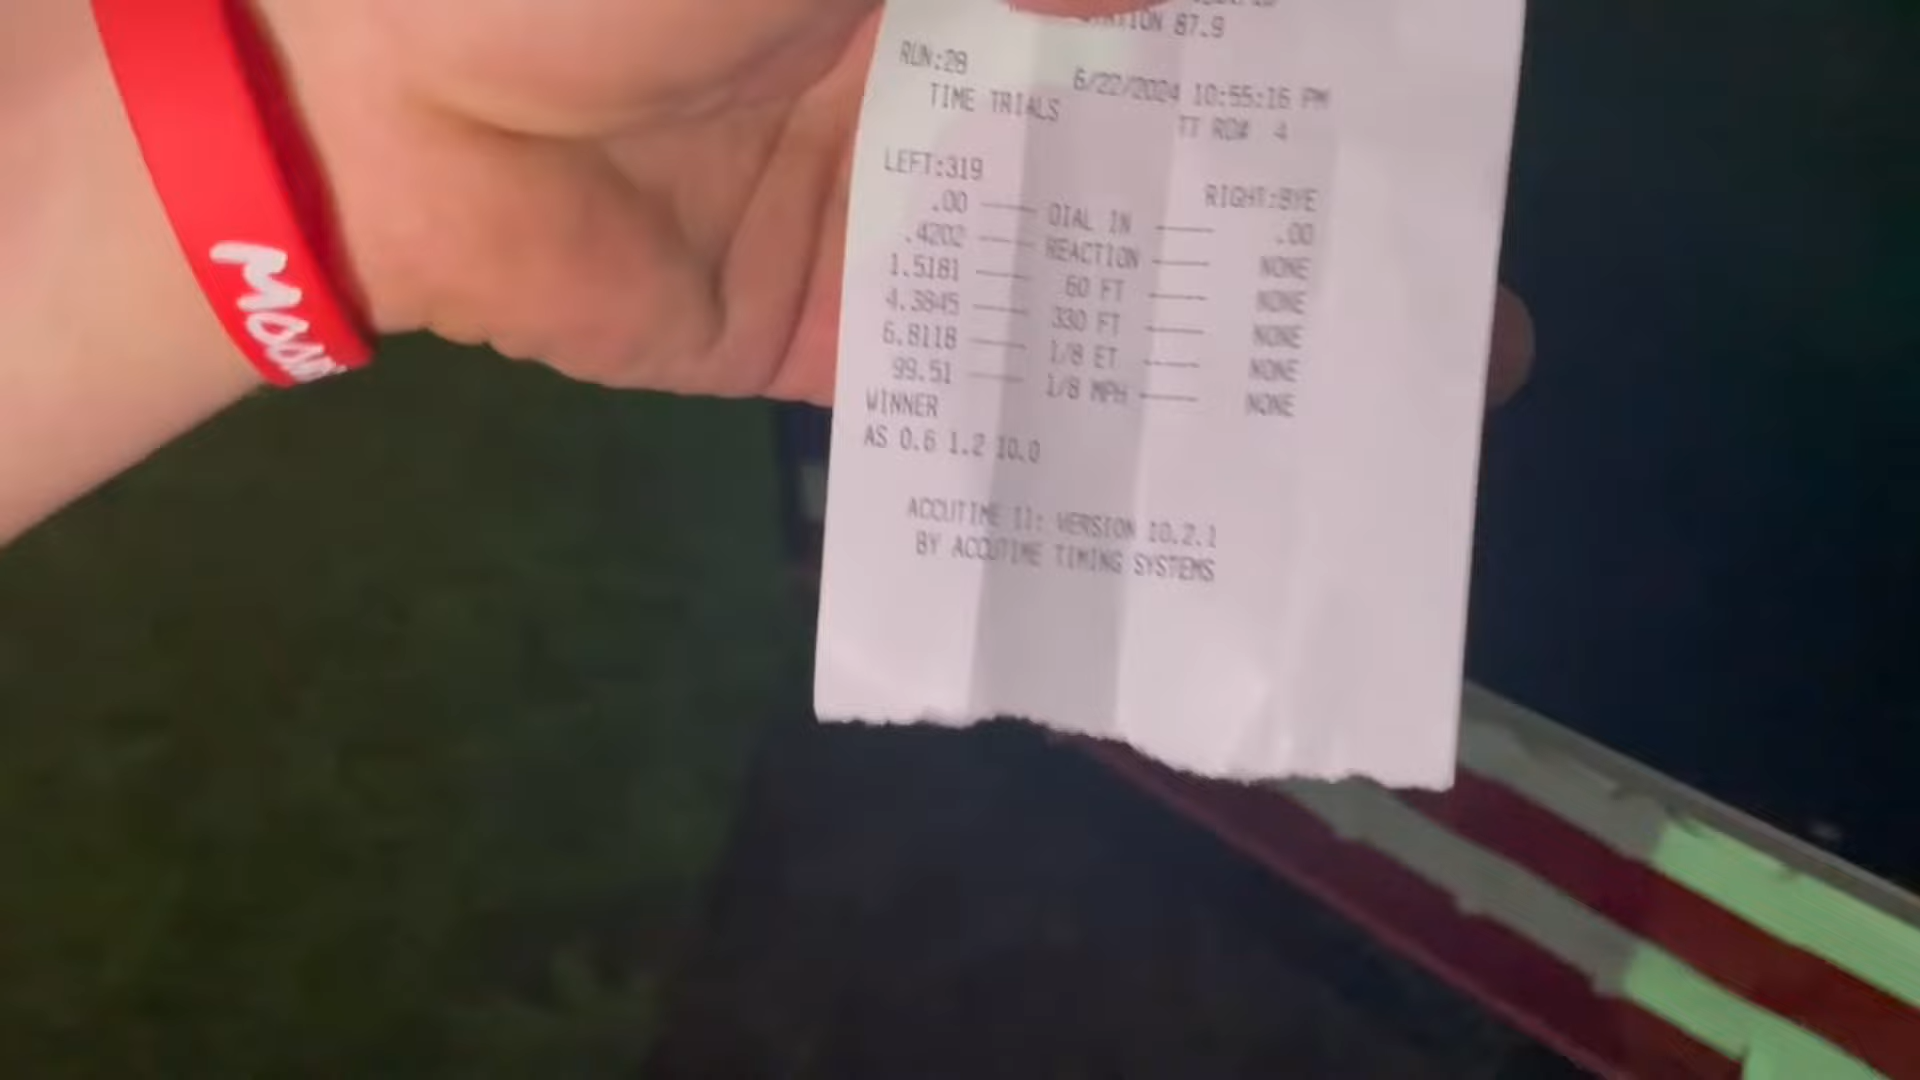 87.9
RUN:28 6/22/2024 10:55:16 PM
TIME TRIALS TT RD# 4
LEFT:319 RIGHT:BYE
.00 DIAL IN .00
.4202 REACTION NONE
1.5181 60 FT NONE
4.3845 330 FT NONE
6.8118 1/8 ET NONE
99.51 1/8 MPH NONE
WINNER
AS 0.6 1.2 10.0
ACCUTIME II: VERSION 10.2.1
BY ACCUTIME TIMING SYSTEMS